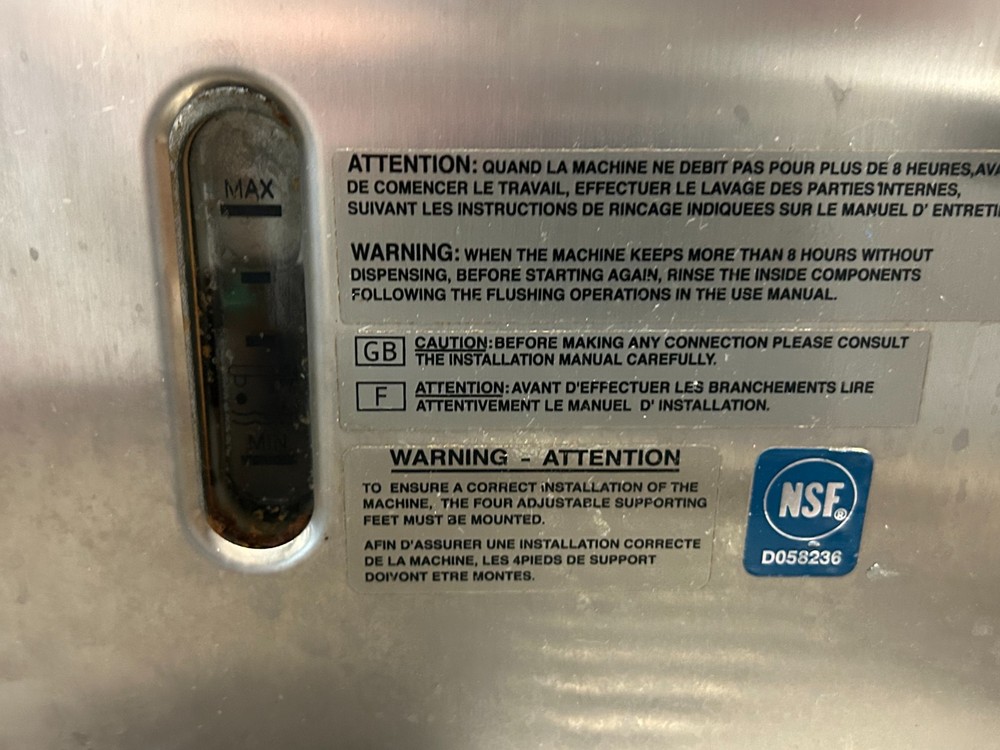 MAX
MIN
ATTENTION: QUAND LA MACHINE NE DEBIT PAS POUR PLUS DE 8 HEURES,AVA
DE COMENCER LE TRAVAIL, EFFECTUER LE LAVAGE DES PARTIES INTERNES,
SUIVANT LES INSTRUCTIONS DE RINCAGE INDIQUEES SUR LE MANUEL D' ENTRETI
WARNING: WHEN THE MACHINE KEEPS MORE THAN 8 HOURS WITHOUT
DISPENSING, BEFORE STARTING AGAIN, RINSE THE INSIDE COMPONENTS
FOLLOWING THE FLUSHING OPERATIONS IN THE USE MANUAL.
GB CAUTION:BEFORE MAKING ANY CONNECTION PLEASE CONSULT
THE INSTALLATION MANUAL CAREFULLY.
F ATTENTION:AVANT D'EFFECTUER LES BRANCHEMENTS LIRE
ATTENTIVEMENT LE MANUEL D' INSTALLATION.
WARNING - ATTENTION
TO ENSURE A CORRECT INSTALLATION OF THE
MACHINE, THE FOUR ADJUSTABLE SUPPORTING
FEET MUST BE MOUNTED.
AFIN D'ASSURER UNE INSTALLATION CORRECTE
DE LA MACHINE, LES 4PIEDS DE SUPPORT
DOIVONT ETRE MONTES.
NSF®
D058236